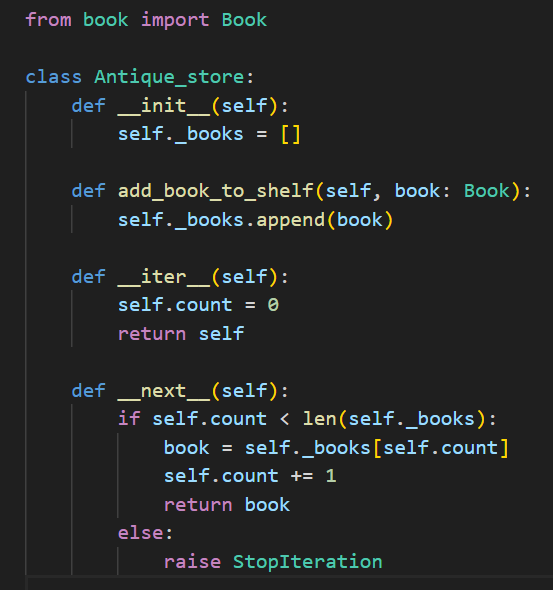 from book import Book
class Antique_store:
    def __init__(self):
        self._books = []
    def add_book_to_shelf(self, book: Book):
        self._books.append(book)
    def __iter__(self):
        self.count = 0
        return self
    def __next__(self):
        if self.count < len(self._books):
            book = self._books[self.count]
            self.count += 1
            return book
        else:
            raise StopIteration